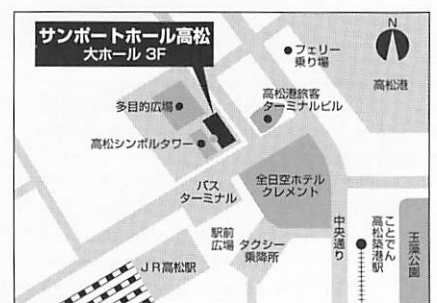 サンポートホール高松
大ホール 3F
N
フェリー
乗り場
高松港
多目的広場
高松港旅客
ターミナルビル
高松シンボルタワー
バス
ターミナル
全日空ホテル
クレメント
駅前
広場
タクシー
乗降所
中央通り
ことでん
高松築港駅
玉藻公園
JR高松駅